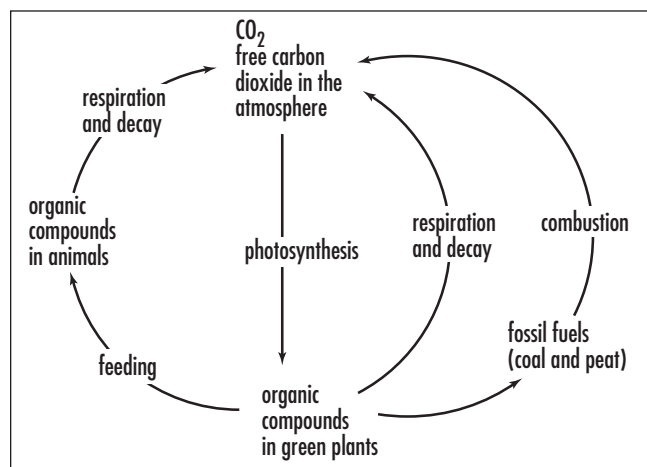 CO2
free carbon
dioxide in the
atmosphere
respiration
and decay
organic
compounds
in animals
photosynthesis
respiration
and decay
combustion
feeding
fossil fuels
(coal and peat)
organic
compounds
in green plants